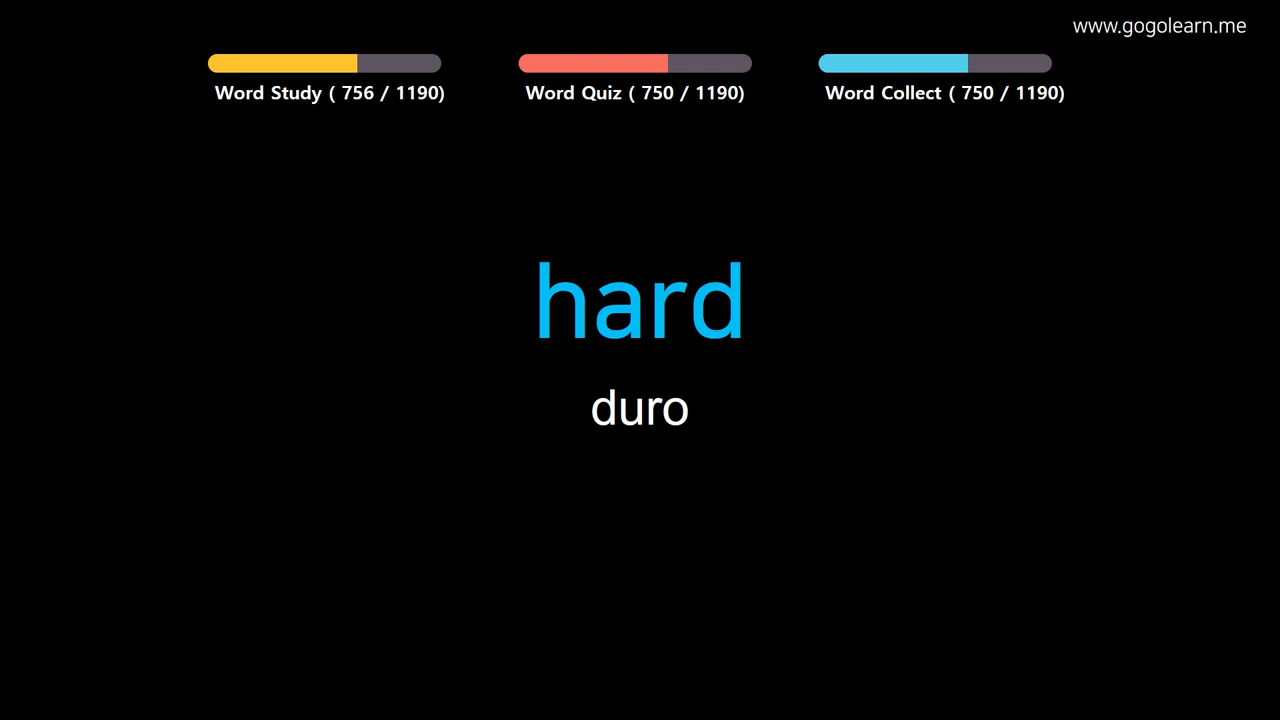 www.gogolearn.me
Word Study ( 756 / 1190)
Word Quiz ( 750 / 1190)
Word Collect ( 750 / 1190)
hard
duro